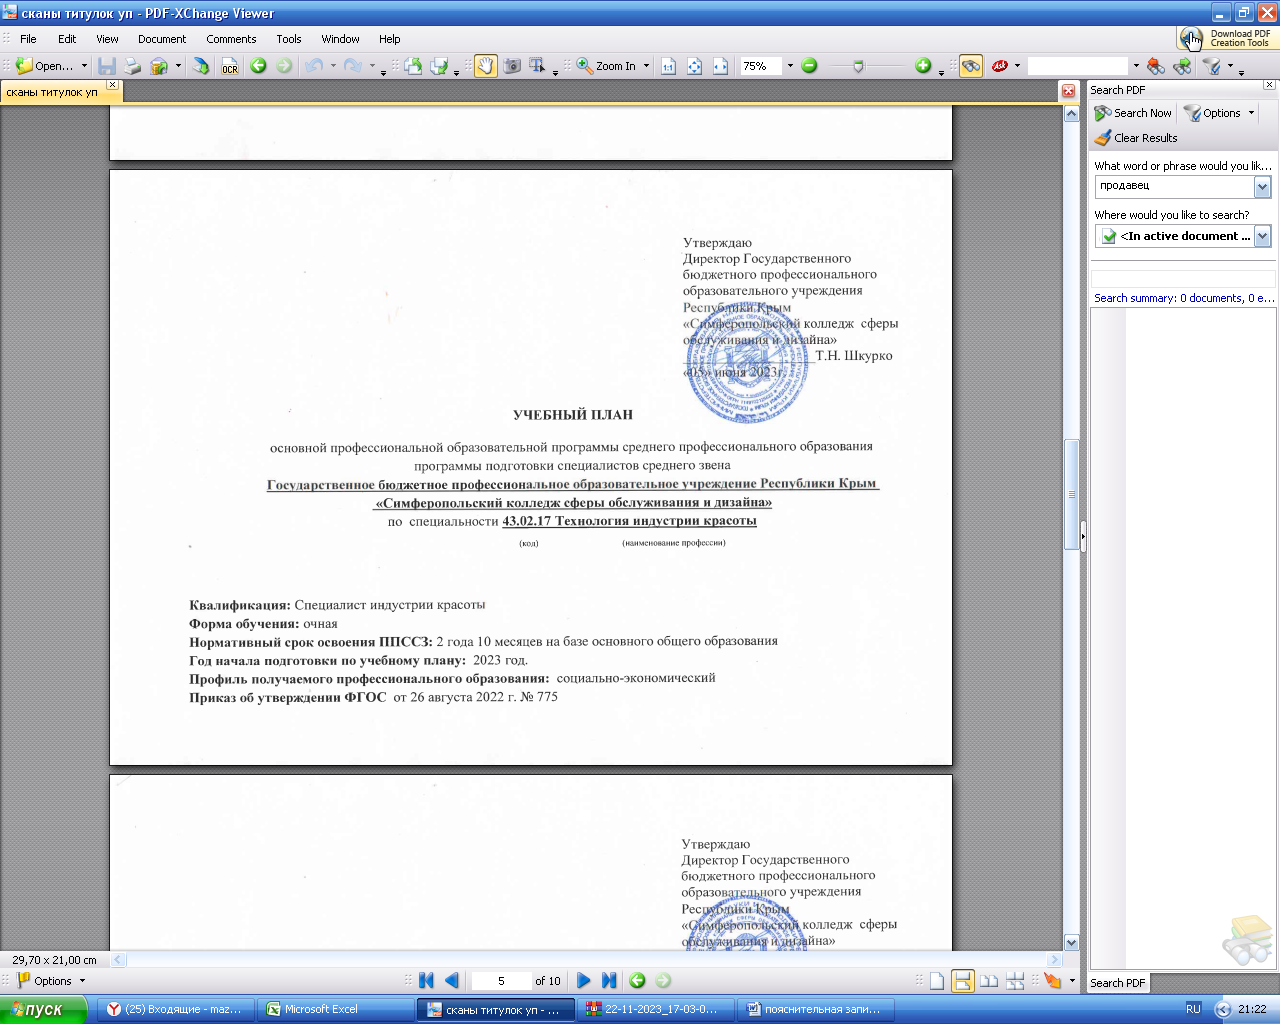 сканы титулок уп - PDF-XChange Viewer
File Edit View Document Comments Tools Window Help
Download PDF
Creation Tools
Open...
OCR
Zoom In
1:1
75%
Ask
сканы титулок уп
Утверждаю
Директор Государственного
бюджетного профессионального
образовательного учреждения
Республики Крым
«Симферопольский колледж сферы
обслуживания и дизайна»
Т.Н. Шкурко
«05» июня 2023г.
УЧЕБНЫЙ ПЛАН
основной профессиональной образовательной программы среднего профессионального образования
программы подготовки специалистов среднего звена
Государственное бюджетное профессиональное образовательное учреждение Республики Крым
«Симферопольский колледж сферы обслуживания и дизайна»
по специальности 43.02.17 Технология индустрии красоты
(код) (наименование профессии)
Квалификация: Специалист индустрии красоты
Форма обучения: очная
Нормативный срок освоения ППССЗ: 2 года 10 месяцев на базе основного общего образования
Год начала подготовки по учебному плану: 2023 год.
Профиль получаемого профессионального образования: социально-экономический
Приказ об утверждении ФГОС от 26 августа 2022 г. № 775
Утверждаю
Директор Государственного
бюджетного профессионального
образовательного учреждения
Республики Крым
«Симферопольский колледж сферы
обслуживания и дизайна»
Search PDF
Search Now
Options
Clear Results
What word or phrase would you lik...
продавец
Where would you like to search?
<In active document ...
Search summary: 0 documents, 0 e...
29,70 x 21,00 cm
Options
5 of 10
Search PDF
пуск
(25) Входящие - maz...
Microsoft Excel
сканы титулок уп - ...
22-11-2023_17-03-0...
пояснительная запи...
RU
21:22